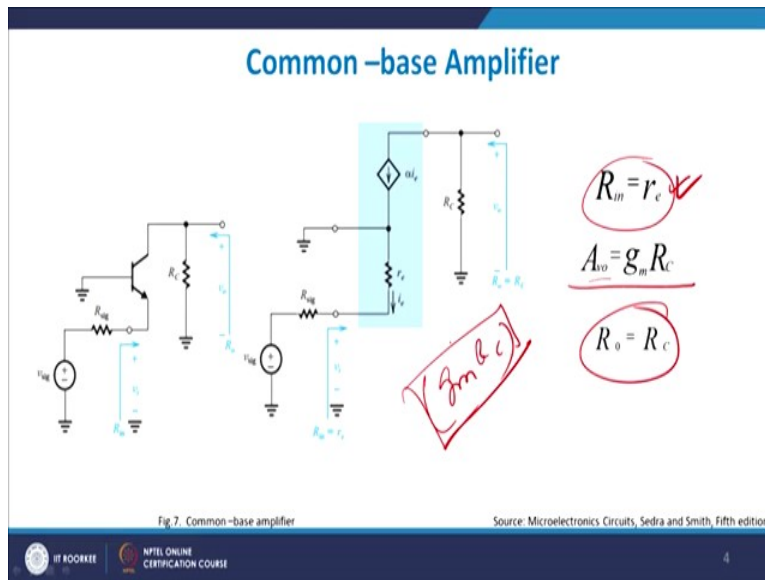 Common –base Amplifier
αi_e
R_C
v_o
R_in = r_e
R_o = R_C
r_e
A_vo = g_m R_C
R_C
R_sig
i_e
v_o
R_sig
R_o
R_0 = R_C
(g_m R_C)
v_sig
v_i
v_sig
v_i
R_in
R_in = r_e
Fig.7. Common –base amplifier
Source: Microelectronics Circuits, Sedra and Smith, Fifth edition
IIT ROORKEE
NPTEL ONLINE
CERTIFICATION COURSE
4